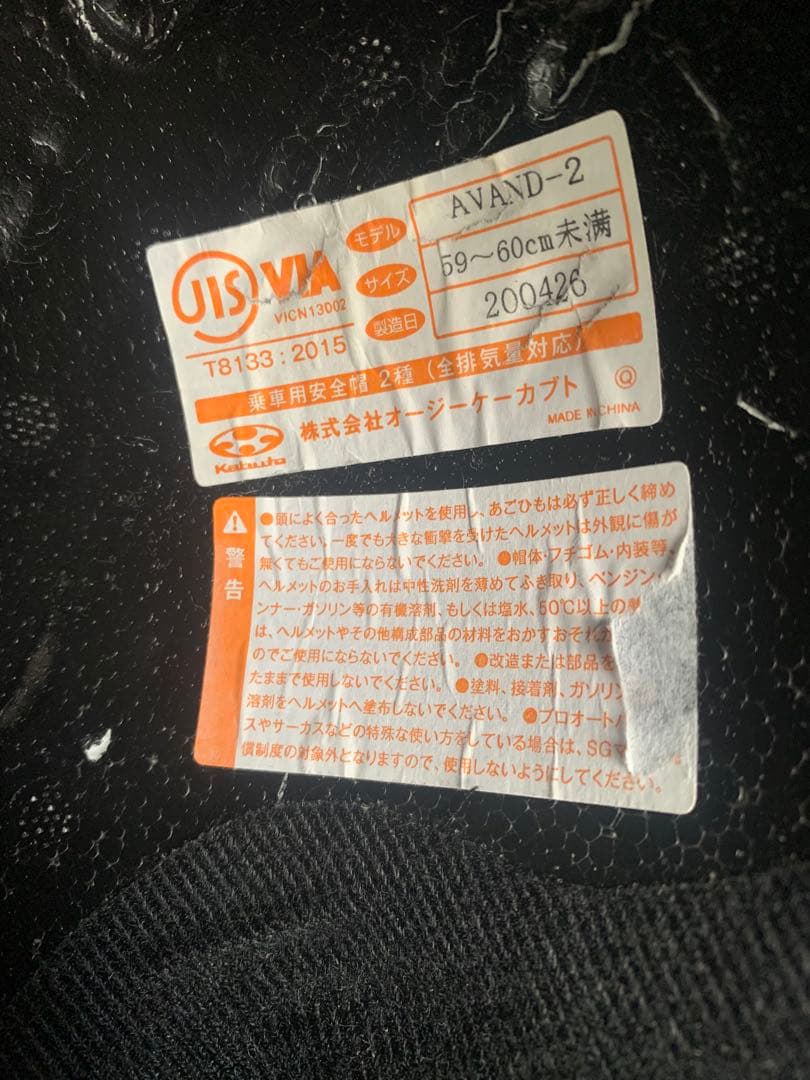 JIS VIA
VICN13002
T8133:2015
モデル AVAND-2
サイズ 59～60cm未満
製造日 200426
乗車用安全帽 2種(全排気量対応)
Kabuto
株式会社オージーケーカブト
Q
MADE IN CHINA
警告
●頭によく合ったヘルメットを使用し、あごひもは必ず正しく締め
てください。一度でも大きな衝撃を受けたヘルメットは外観に傷が
無くてもご使用にならないでください。 ●帽体・フチゴム・内装等、
ヘルメットのお手入れは中性洗剤を薄めてふき取り、ベンジン・
ンナー・ガソリン等の有機溶剤、もしくは塩水、50℃以上の
は、ヘルメットやその他構成部品の材料をおかすおそれが
のでご使用にならないでください。 ●改造または部品を
たままで使用しないでください。 ●塗料、接着剤、ガソリン
溶剤をヘルメットへ塗布しないでください。 ●プロオート
スやサーカスなどの特殊な使い方をしている場合は、SGマ
償制度の対象外となりますので、使用しないようにしてください。